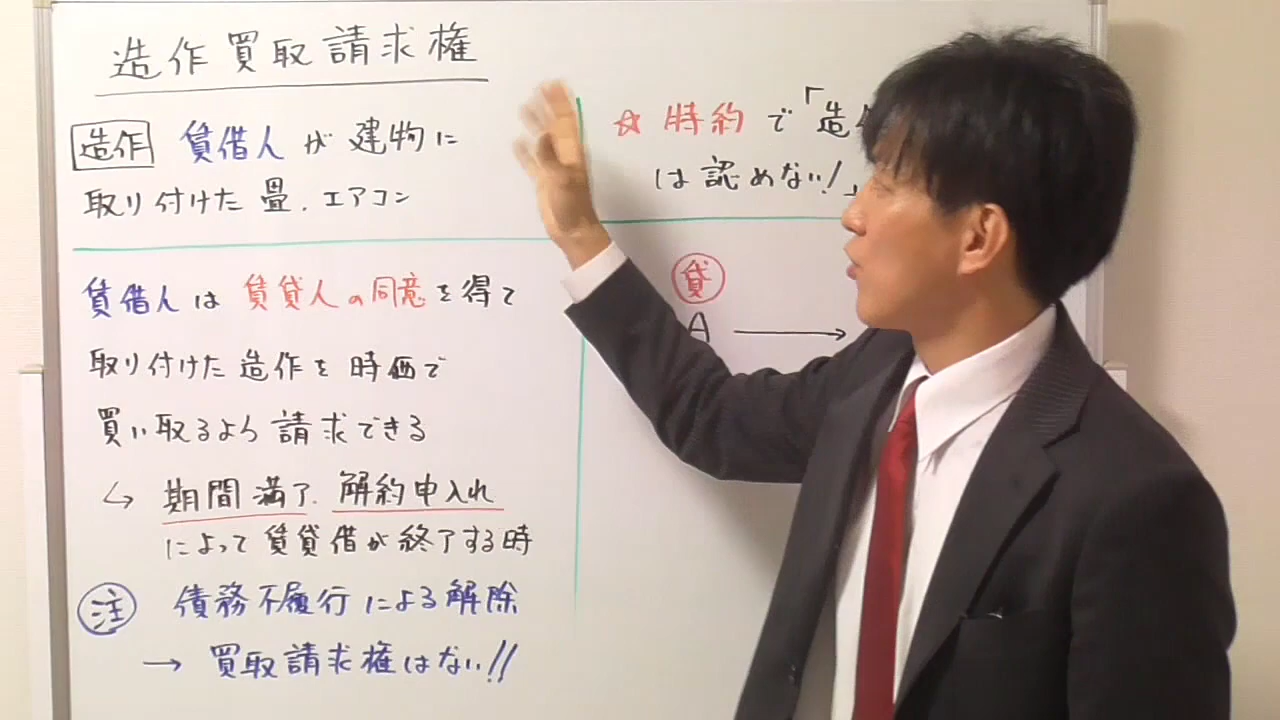 造作買取請求権
造作 賃借人が建物に
取り付けた畳、エアコン
賃借人は賃貸人の同意を得て
取り付けた造作を時価で
買い取るよう請求できる
↳ 期間満了、解約申入れ
によって賃貸借が終了する時
注 債務不履行による解除
→ 買取請求権はない!!
☆ 特約で「造作
は認めない!」
貸
A →